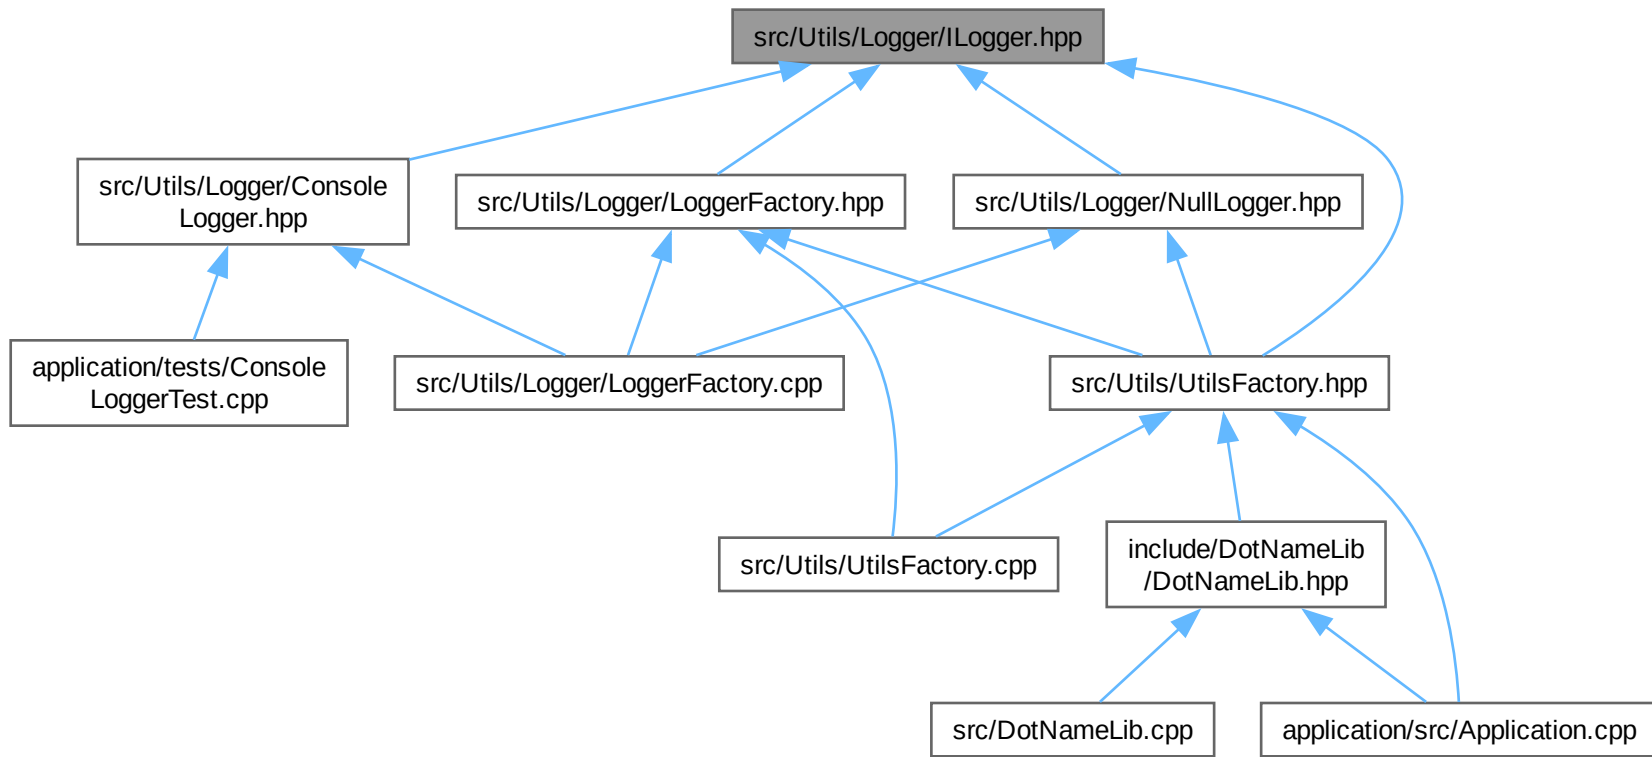 src/Utils/Logger/ILogger.hpp
src/Utils/Logger/Console
Logger.hpp
src/Utils/Logger/LoggerFactory.hpp
src/Utils/Logger/NullLogger.hpp
application/tests/Console
LoggerTest.cpp
src/Utils/Logger/LoggerFactory.cpp
src/Utils/UtilsFactory.hpp
src/Utils/UtilsFactory.cpp
include/DotNameLib
/DotNameLib.hpp
src/DotNameLib.cpp
application/src/Application.cpp